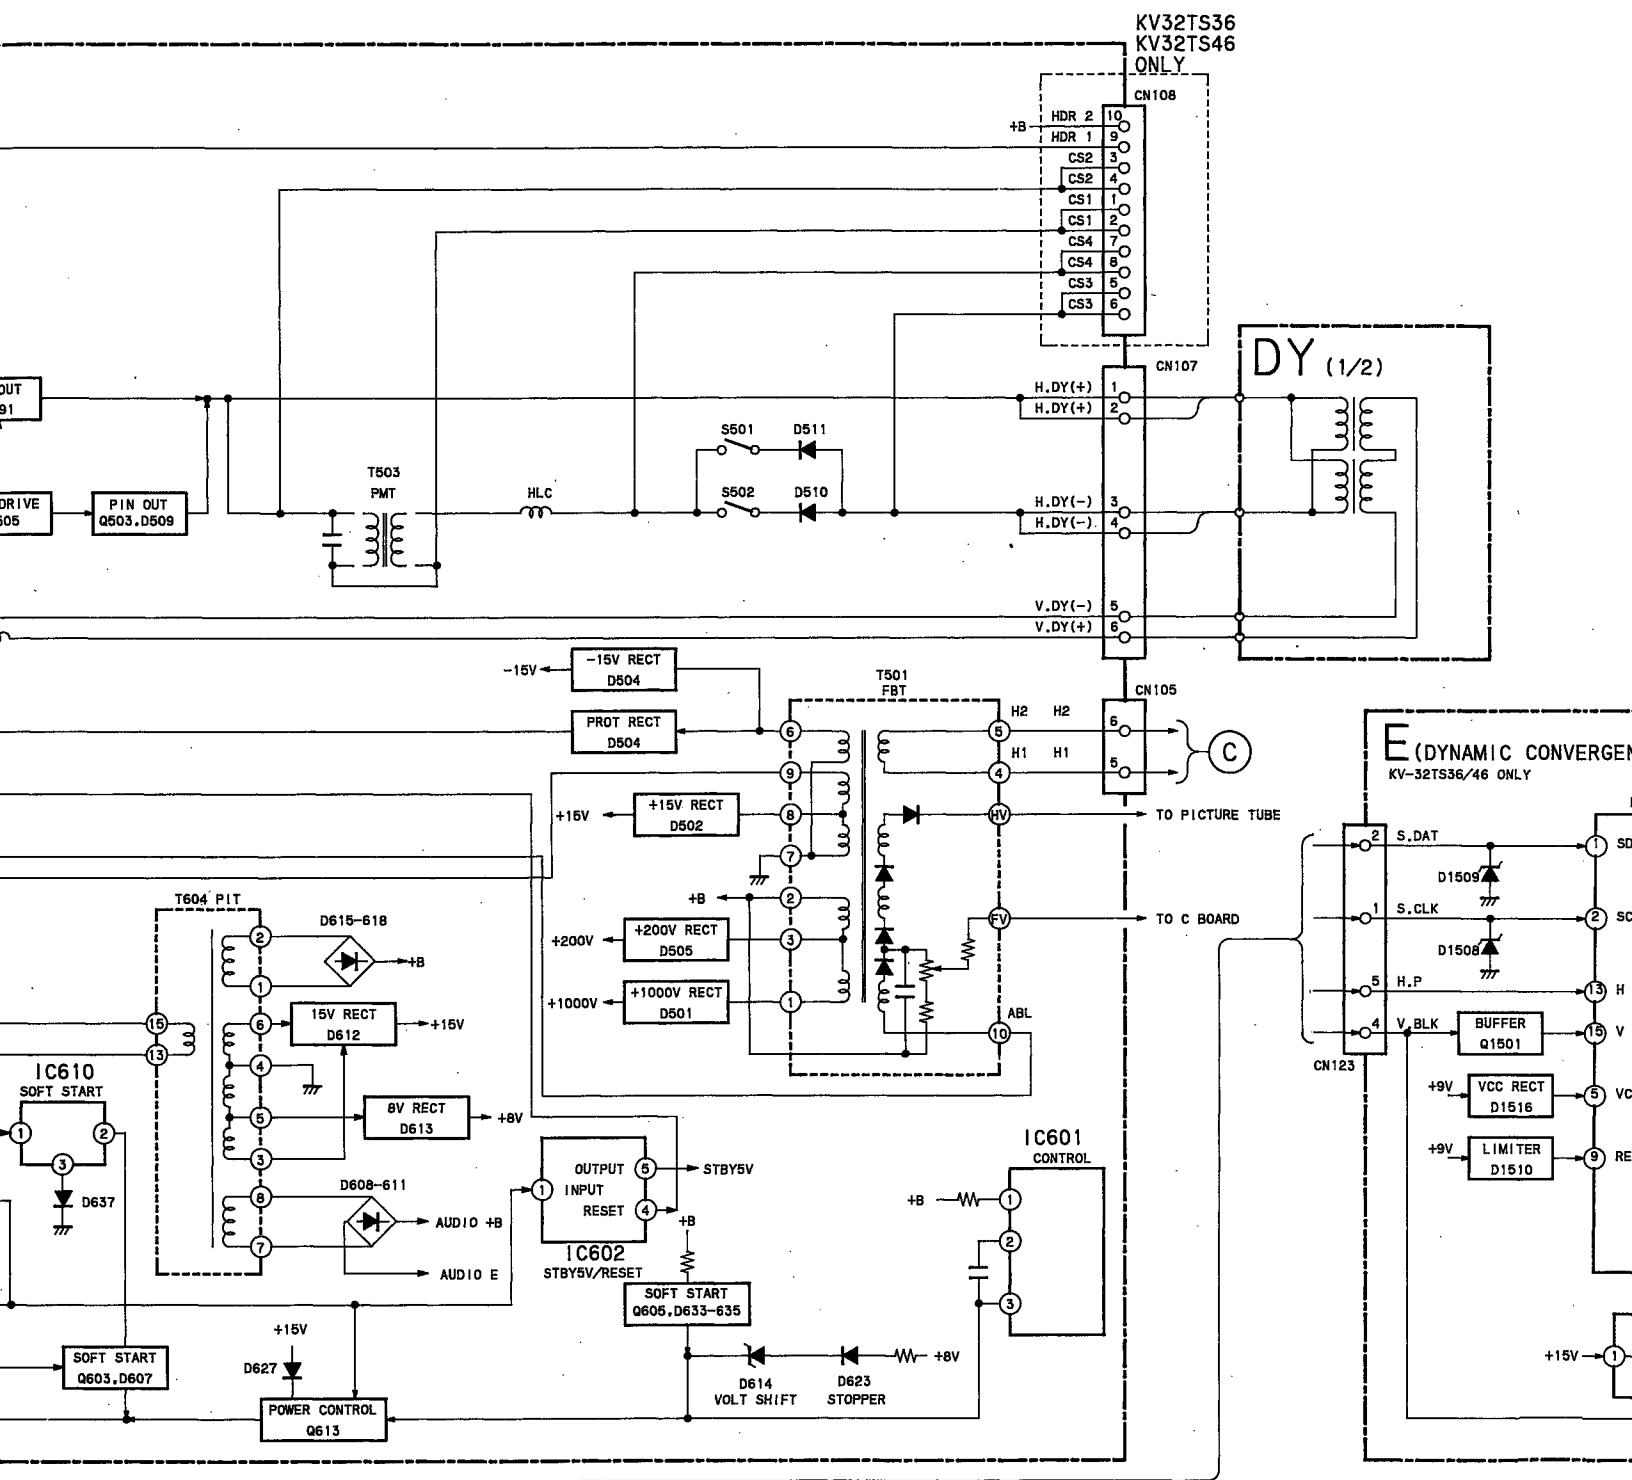 KV32TS36
KV32TS46
ONLY
CN108
+B
HDR 2 10
HDR 1 9
CS2 3
CS2 4
CS1 1
CS1 2
CS4 7
CS4 8
CS3 5
CS3 6
CN107
DY (1/2)
OUT
91
H.DY(+) 1
H.DY(+) 2
S501 D511
T503
PMT
HLC
S502 D510
DRIVE
505
PIN OUT
Q503.D509
H.DY(-) 3
H.DY(-) 4
V.DY(-) 5
V.DY(+) 6
-15V
-15V RECT
D504
T501
FBT
CN105
PROT RECT
D504
6
5
H2 H2
6
9
4
H1 H1
5
C
E (DYNAMIC CONVERGEN
KV-32TS36/46 ONLY
+15V
+15V RECT
D502
8
HV
TO PICTURE TUBE
7
2 S.DAT
1
SD
D1509
T604 PIT
+B
2
D615-618
+200V
+200V RECT
D505
3
FV
TO C BOARD
1 S.CLK
2
SC
D1508
2
+B
1
+1000V
+1000V RECT
D501
1
5 H.P
13
H
15
6
15V RECT
D612
+15V
ABL
10
4 V.BLK
BUFFER
Q1501
15
V
13
4
CN123
IC610
SOFT START
1
2
3
D637
5
8V RECT
D613
+8V
+9V
VCC RECT
D1516
5
VC
3
+9V
LIMITER
D1510
9
RE
8
D608-611
AUDIO +B
7
AUDIO E
1
OUTPUT 5
STBY5V
INPUT
RESET 4
IC602
STBY5V/RESET
+B
IC601
CONTROL
+B
1
2
3
SOFT START
Q605.D633-635
+15V
D627
SOFT START
Q603.D607
D614
VOLT SHIFT
D623
STOPPER
+8V
+15V
1
POWER CONTROL
Q613